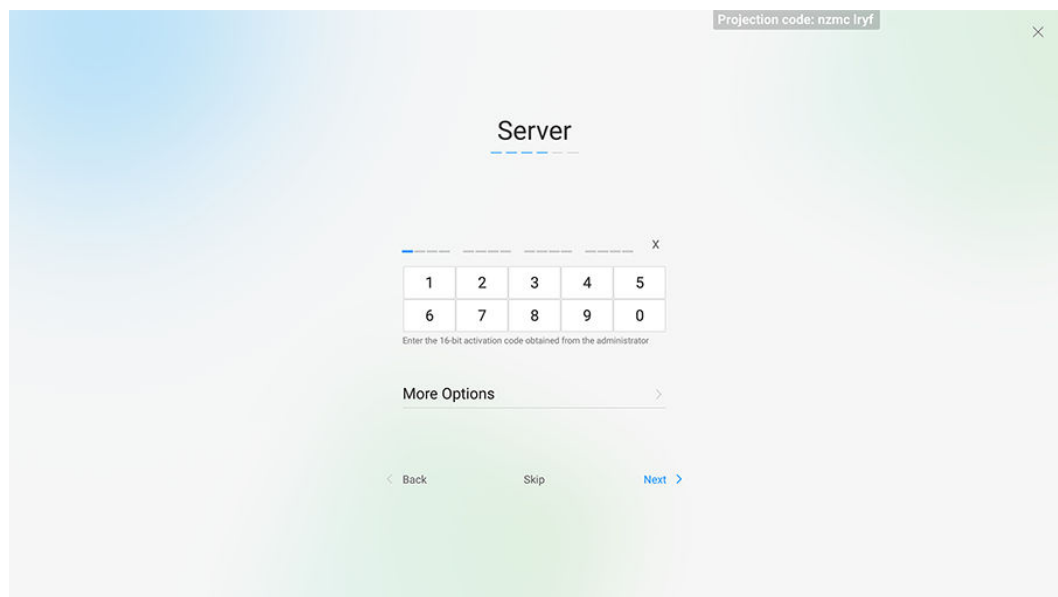 Projection code: nzmc lryf
Server
X
1 2 3 4 5
6 7 8 9 0
Enter the 16-bit activation code obtained from the administrator
More Options
Back Skip Next